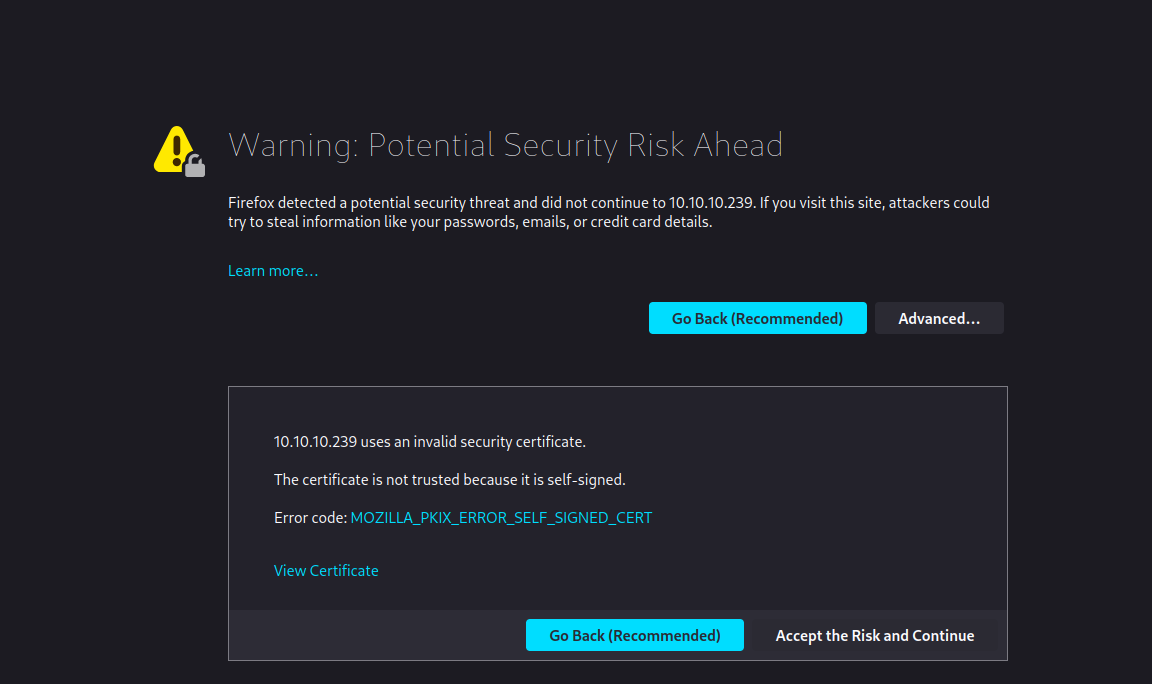 Warning: Potential Security Risk Ahead
Firefox detected a potential security threat and did not continue to 10.10.10.239. If you visit this site, attackers could
try to steal information like your passwords, emails, or credit card details.
Learn more…
Go Back (Recommended) Advanced…
10.10.10.239 uses an invalid security certificate.
The certificate is not trusted because it is self-signed.
Error code: MOZILLA_PKIX_ERROR_SELF_SIGNED_CERT
View Certificate
Go Back (Recommended) Accept the Risk and Continue